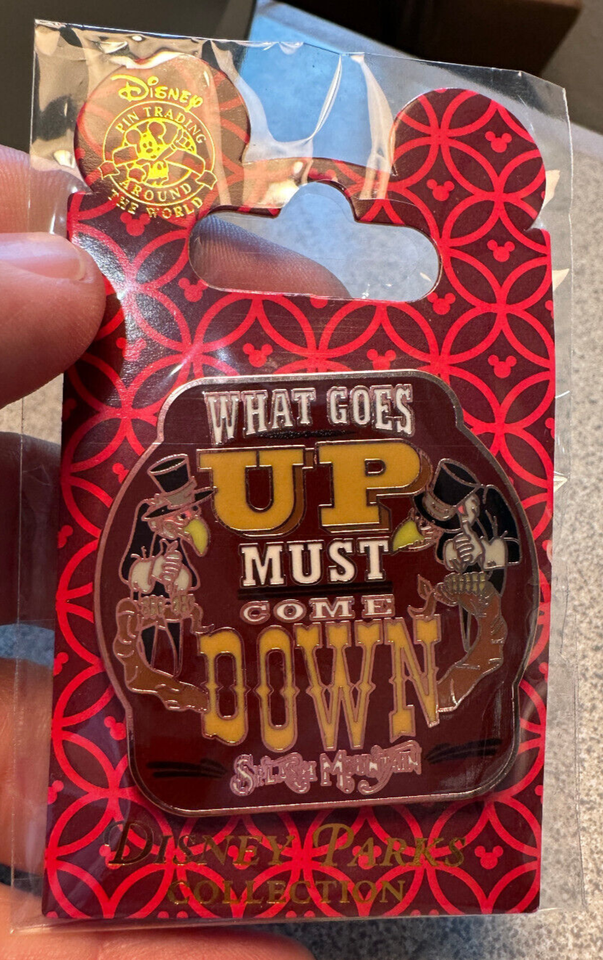 Disney
PIN TRADING
AROUND
THE WORLD
WHAT GOES
UP
MUST
COME
DOWN
SPLASH MOUNTAIN
DISNEY PARKS
COLLECTION